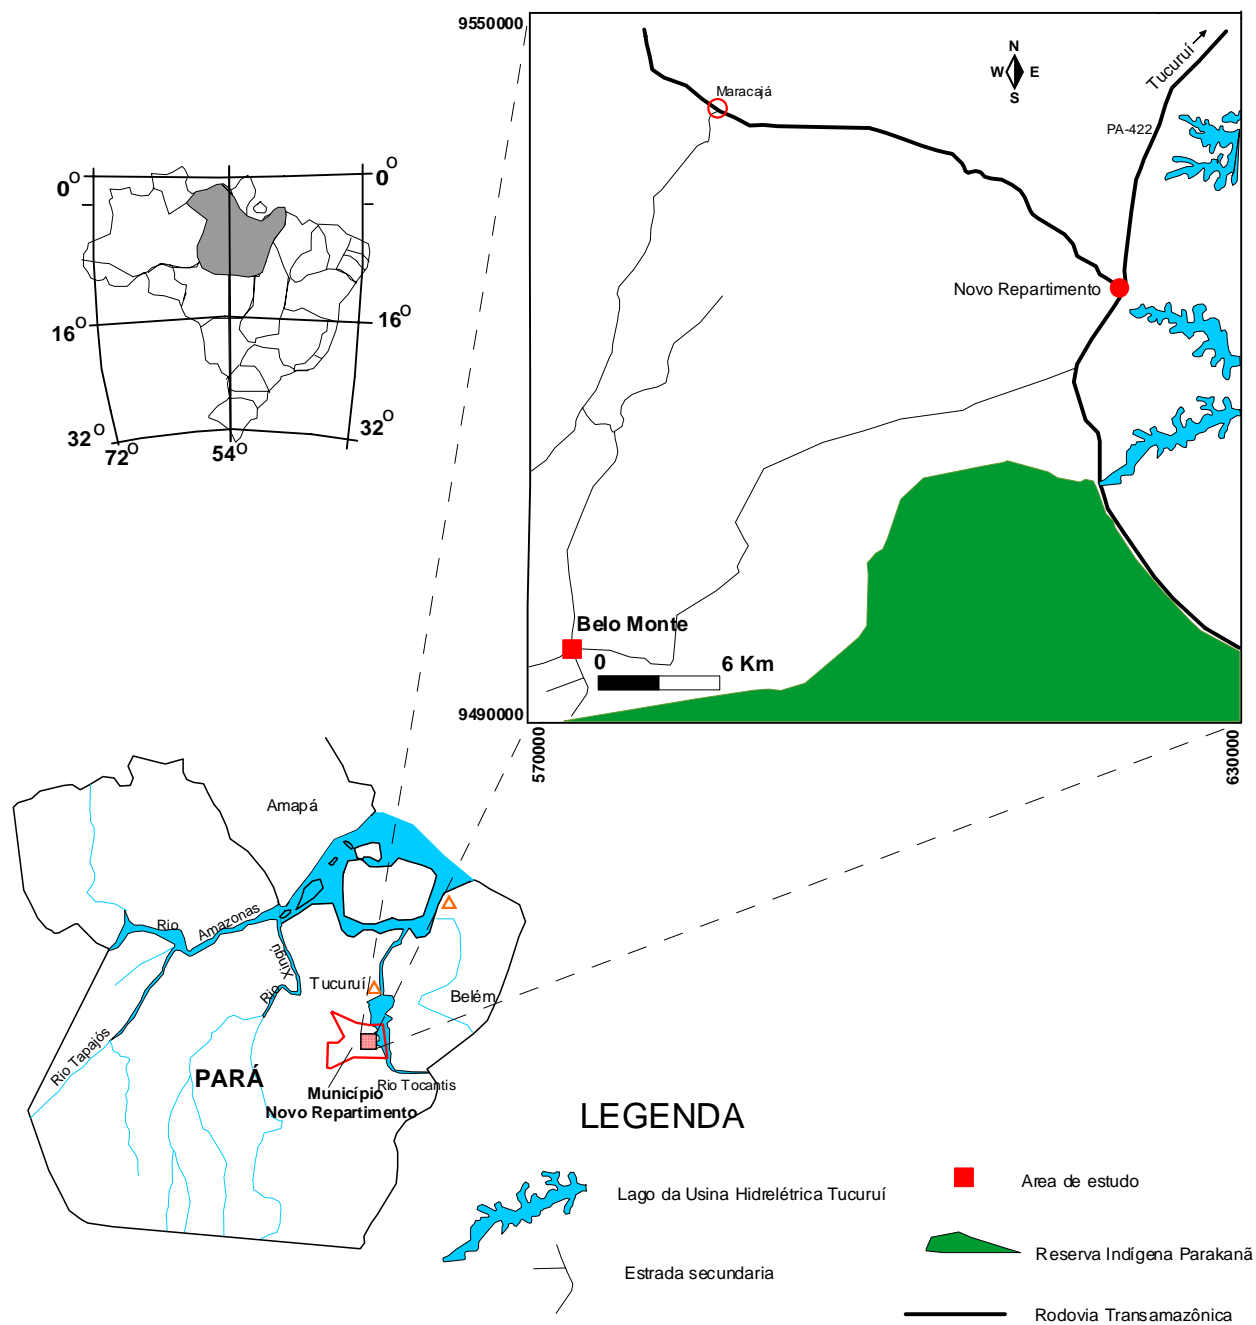 9550000
N
W E
S
Tucuruí
Maracajá
PA-422
0° 0°
Novo Repartimento
16° 16°
32° 32°
72° 54°
Belo Monte
0 6 Km
9490000
570000
630000
Amapá
Rio Amazonas
Rio Xingú
Tucuruí
Belém
Rio Tapajós
PARÁ
Rio Tocantis
Município
Novo Repartimento
LEGENDA
Lago da Usina Hidrelétrica Tucuruí
Area de estudo
Reserva Indígena Parakanã
Estrada secundaria
Rodovia Transamazônica